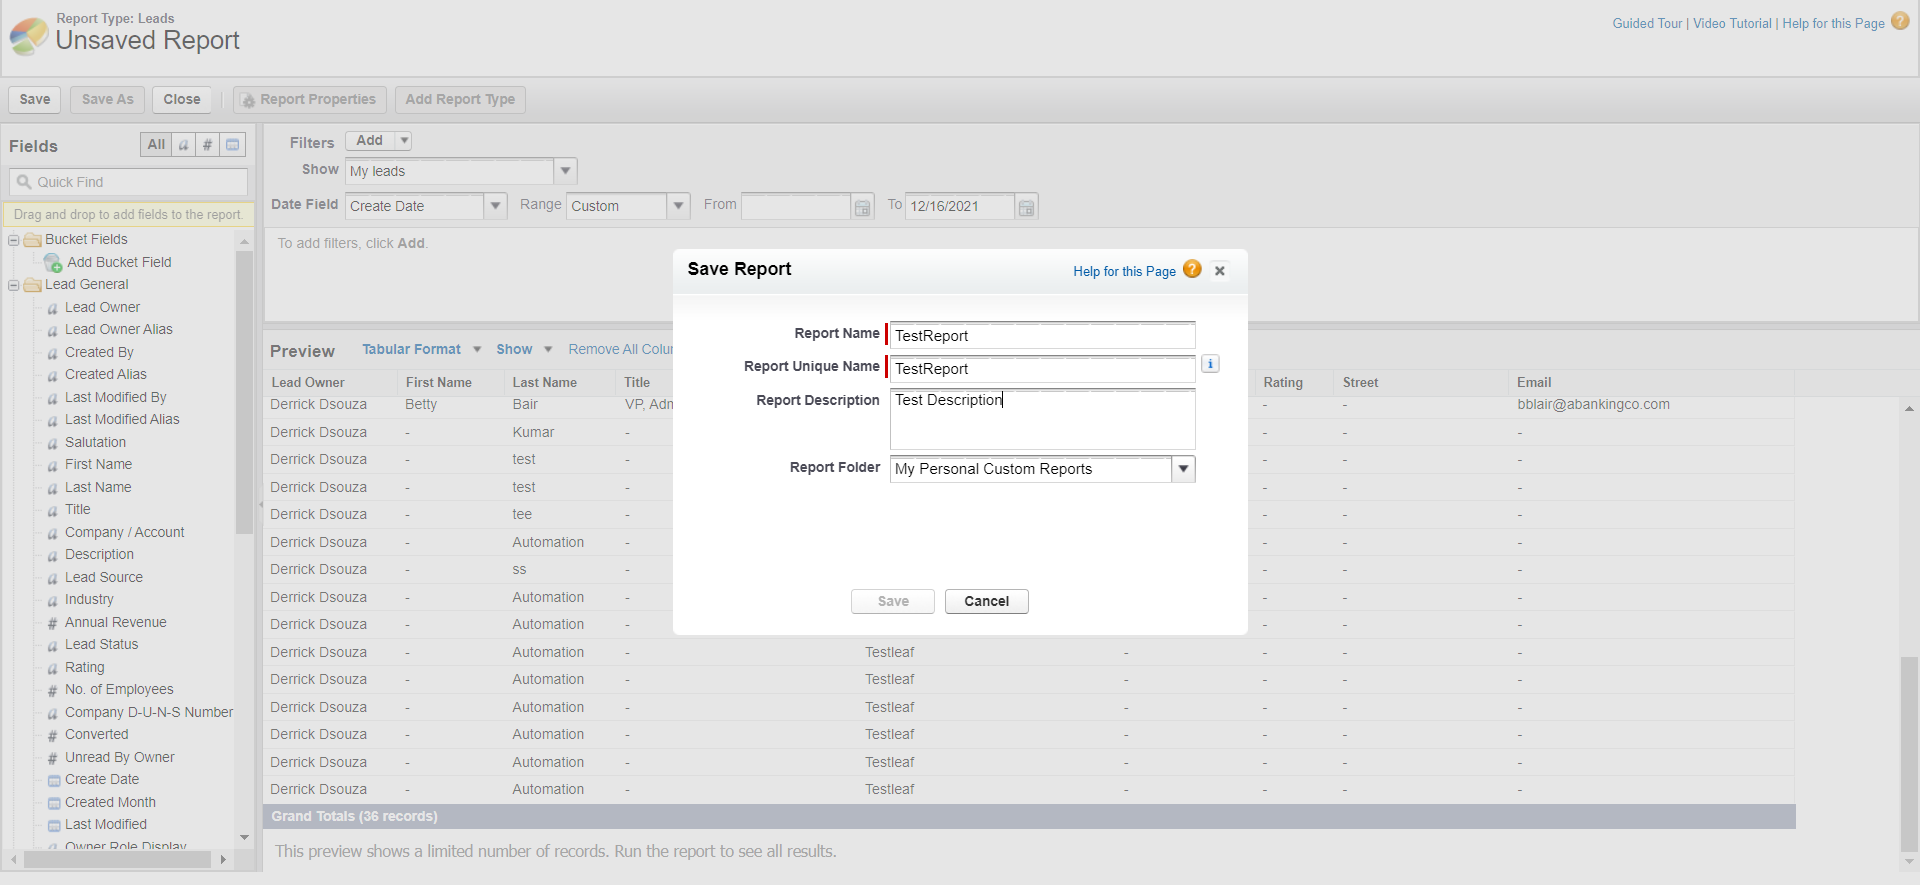 Report Type: Leads
Unsaved Report
Guided Tour | Video Tutorial | Help for this Page ?
Save Save As Close Report Properties Add Report Type
Fields All a #
Quick Find
Drag and drop to add fields to the report.
Bucket Fields
Add Bucket Field
Lead General
a Lead Owner
a Lead Owner Alias
a Created By
a Created Alias
a Last Modified By
a Last Modified Alias
a Salutation
a First Name
a Last Name
a Title
a Company / Account
a Description
a Lead Source
a Industry
# Annual Revenue
a Lead Status
a Rating
# No. of Employees
a Company D-U-N-S Number
# Converted
# Unread By Owner
Create Date
Created Month
Last Modified
Owner Role Display
Filters Add
Show My leads
Date Field Create Date Range Custom From To 12/16/2021
To add filters, click Add.
Save Report Help for this Page ?
Report Name TestReport
Report Unique Name TestReport i
Report Description Test Description
Report Folder My Personal Custom Reports
Save Cancel
Preview Tabular Format Show Remove All Colu
Lead Owner First Name Last Name Title Rating Street Email
Derrick Dsouza Betty Bair VP, Adm - - bblair@abankingco.com
Derrick Dsouza - Kumar - - - -
Derrick Dsouza - test - - - -
Derrick Dsouza - test - - - -
Derrick Dsouza - tee - - - -
Derrick Dsouza - Automation - - - -
Derrick Dsouza - ss - - - -
Derrick Dsouza - Automation - - - -
Derrick Dsouza - Automation - - - -
Derrick Dsouza - Automation - Testleaf - - - -
Derrick Dsouza - Automation - Testleaf - - - -
Derrick Dsouza - Automation - Testleaf - - - -
Derrick Dsouza - Automation - Testleaf - - - -
Derrick Dsouza - Automation - Testleaf - - - -
Derrick Dsouza - Automation - Testleaf - - - -
Grand Totals (36 records)
This preview shows a limited number of records. Run the report to see all results.